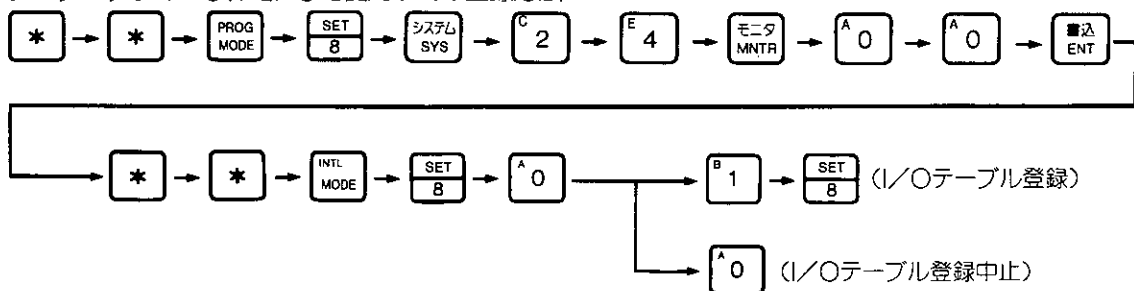 * → * → PROG MODE → SET 8 → システム SYS → C 2 → E 4 → モニタ MNTR → A 0 → A 0 → 書込 ENT
* → * → INTL MODE → SET 8 → A 0 → B 1 → SET 8 (I/Oテーブル登録)
A 0 (I/Oテーブル登録中止)